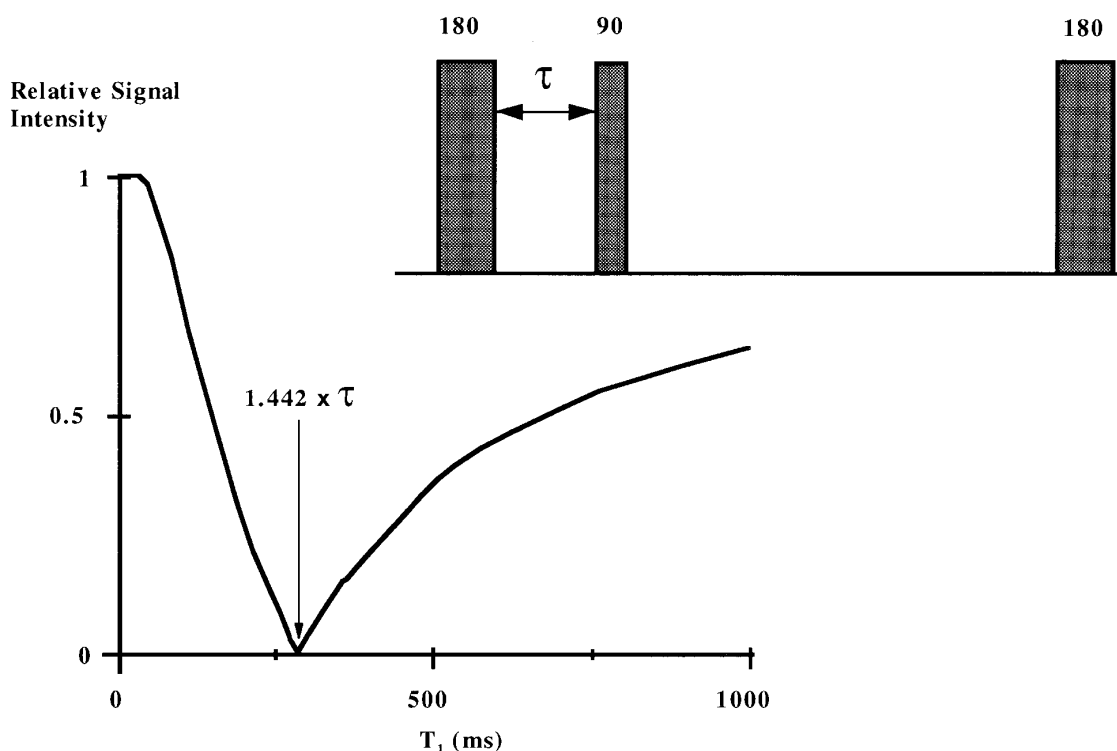 180 90 180
τ
Relative Signal
Intensity
1
1.442 x τ
0.5
0
0 500 1000
T₁ (ms)